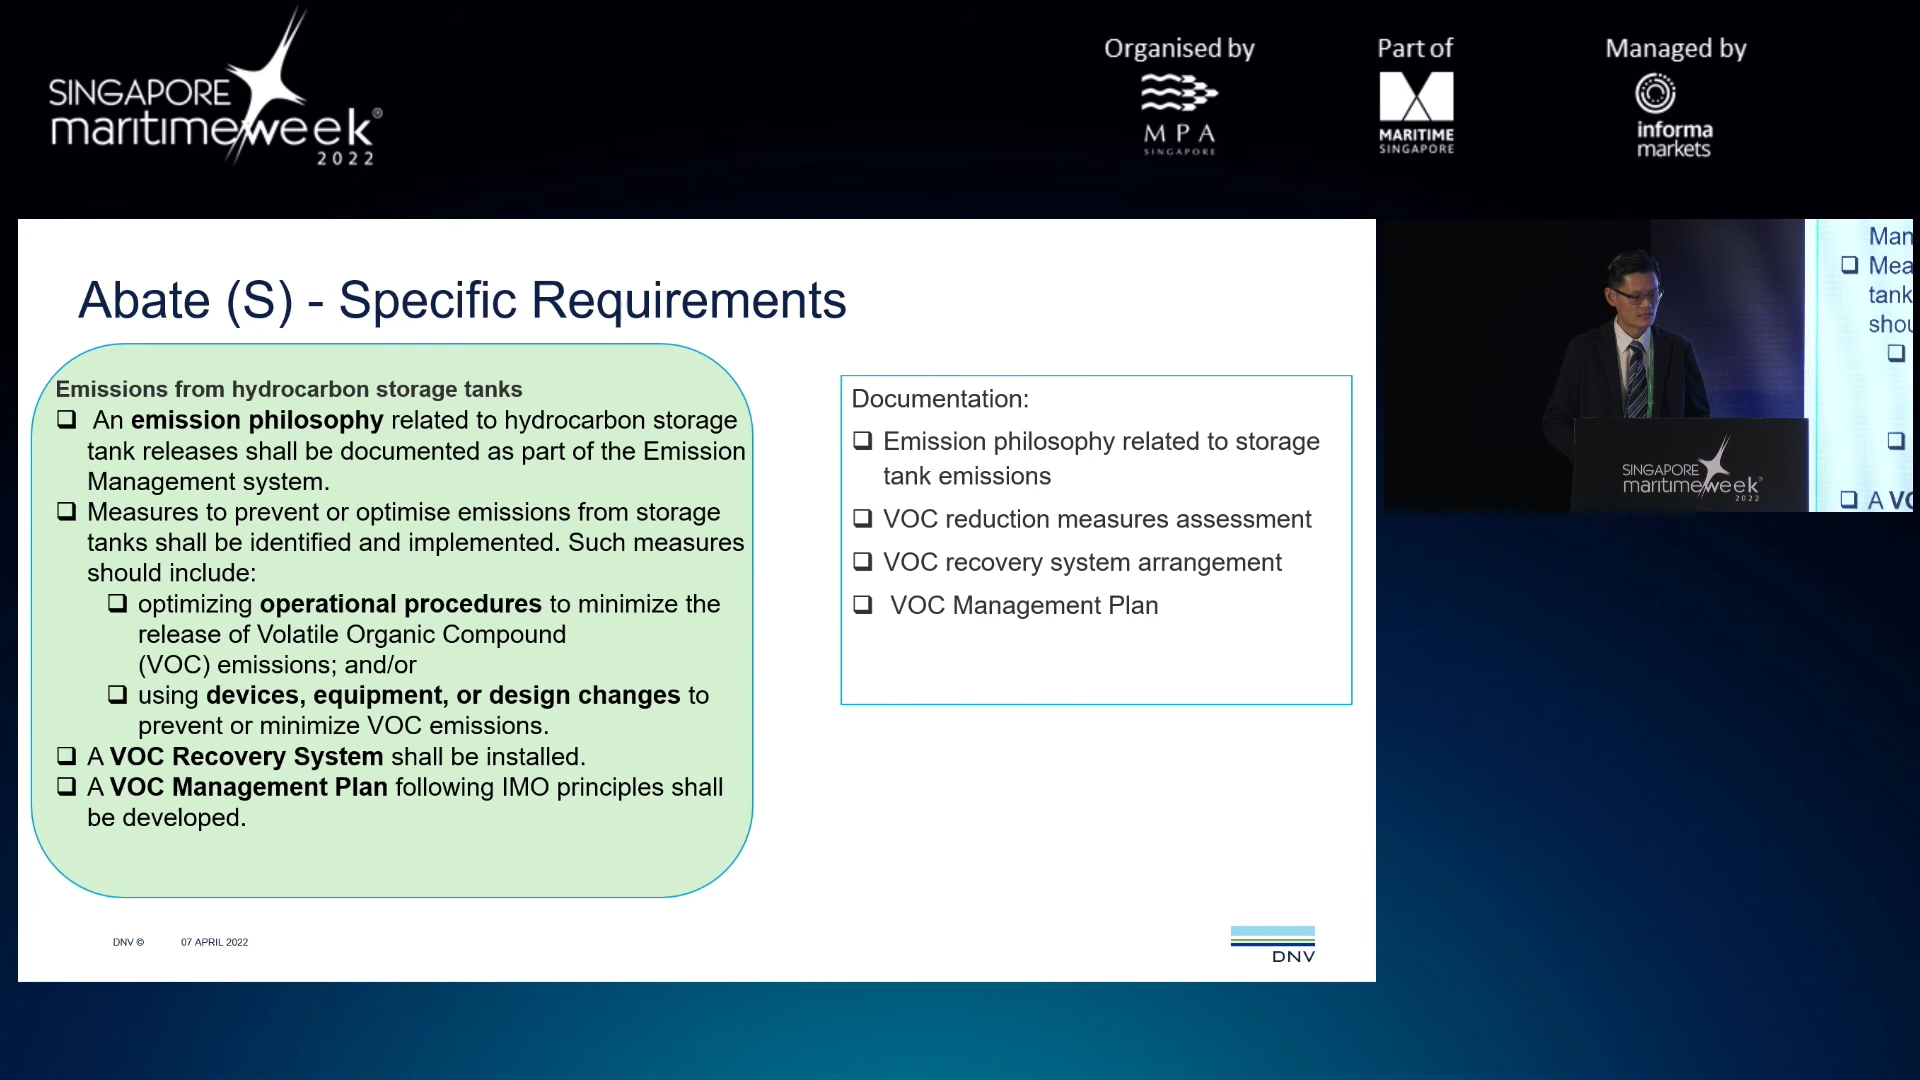 SINGAPORE
maritimeweek®
2022
Organised by
MPA
SINGAPORE
Part of
MARITIME
SINGAPORE
Managed by
informa
markets
Abate (S) - Specific Requirements
Emissions from hydrocarbon storage tanks
An emission philosophy related to hydrocarbon storage
tank releases shall be documented as part of the Emission
Management system.
Measures to prevent or optimise emissions from storage
tanks shall be identified and implemented. Such measures
should include:
optimizing operational procedures to minimize the
release of Volatile Organic Compound
(VOC) emissions; and/or
using devices, equipment, or design changes to
prevent or minimize VOC emissions.
A VOC Recovery System shall be installed.
A VOC Management Plan following IMO principles shall
be developed.
Documentation:
Emission philosophy related to storage
tank emissions
VOC reduction measures assessment
VOC recovery system arrangement
VOC Management Plan
DNV ©
07 APRIL 2022
DNV
Man
Mea
tank
shou
A VO
SINGAPORE
maritimeweek
2022